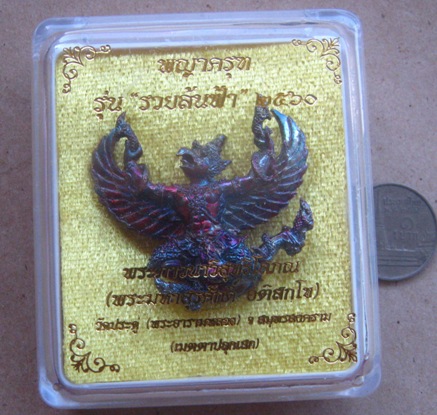 พญาครุฑ
รุ่น "รวยล้นฟ้า" ๒๕๖๐
(พระมหาสุรศักดิ์ อติสกฺโข)
วัดประดู่ (พระอารามหลวง) จ สมุทรสงคราม
(เมตตาปลุกเสก)